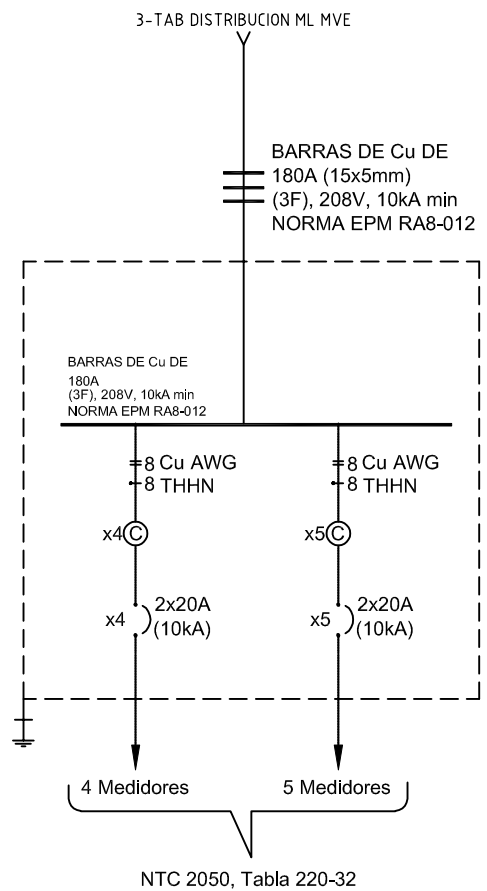 3-TAB DISTRIBUCION ML MVE
BARRAS DE Cu DE
180A (15x5mm)
(3F), 208V, 10kA min
NORMA EPM RA8-012
BARRAS DE Cu DE
180A
(3F), 208V, 10kA min
NORMA EPM RA8-012
8 Cu AWG
8 THHN
8 Cu AWG
8 THHN
x4 C
x5 C
x4
2x20A
(10kA)
x5
2x20A
(10kA)
4 Medidores
5 Medidores
NTC 2050, Tabla 220-32